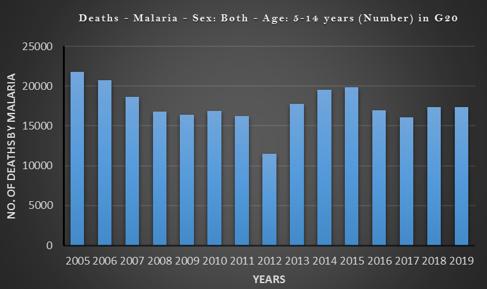 Deaths - Malaria - Sex: Both - Age: 5-14 years (Number) in G20
NO. OF DEATHS BY MALARIA
25000
20000
15000
10000
5000
0
2005 2006 2007 2008 2009 2010 2011 2012 2013 2014 2015 2016 2017 2018 2019
YEARS